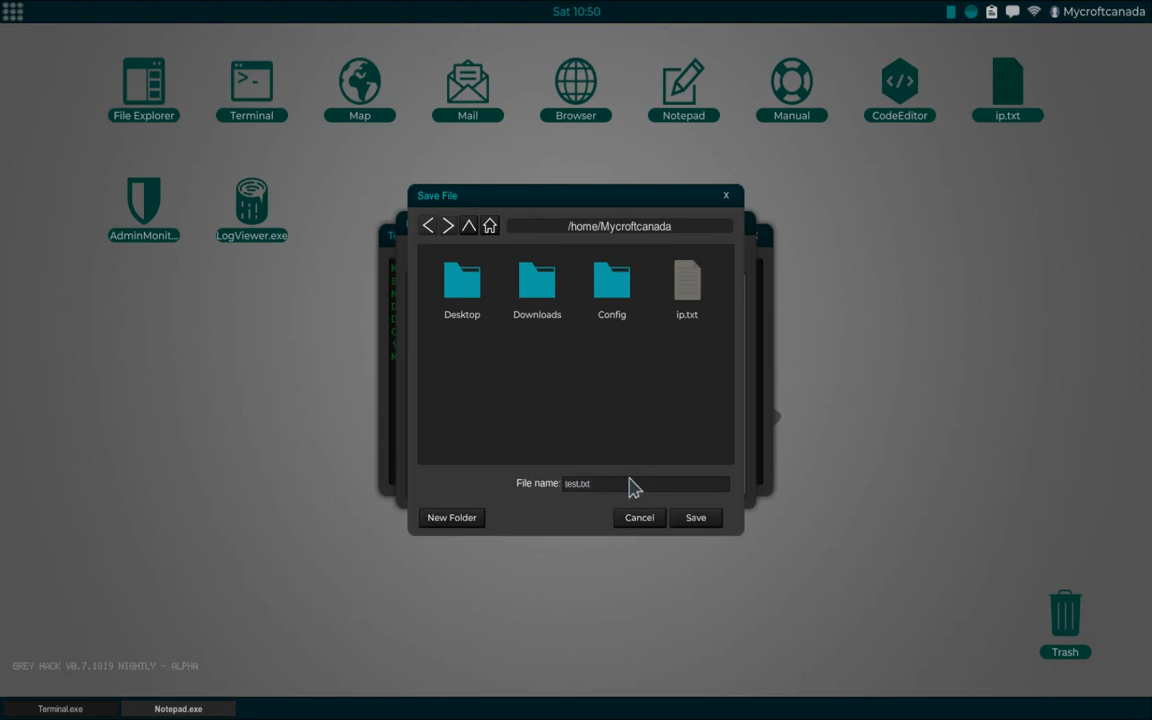 Sat 10:50
Mycroftcanada
File Explorer
Terminal
Map
Mail
Browser
Notepad
Manual
CodeEditor
ip.txt
AdminMonit...
LogViewer.exe
Save File
X
/home/Mycroftcanada
Desktop
Downloads
Config
ip.txt
File name: test.txt
New Folder
Cancel
Save
Trash
GREY HACK V0.7.1819 NIGHTLY - ALPHA
Terminal.exe
Notepad.exe